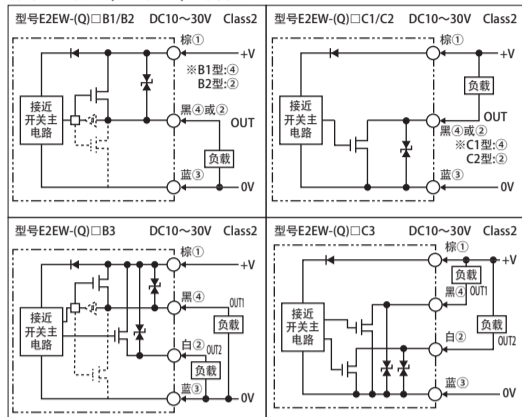 型号E2EW-(Q)□B1/B2 DC10～30V Class2
棕①
+V
※B1型:④
B2型:②
接近
开关主
电路
黑④或②
OUT
负载
蓝③
0V
型号E2EW-(Q)□C1/C2 DC10～30V Class2
棕①
+V
负载
接近
开关主
电路
黑④或②
OUT
※C1型:④
C2型:②
蓝③
0V
型号E2EW-(Q)□B3 DC10～30V Class2
棕①
+V
黑④
OUT1
接近
开关主
电路
负载
白②
OUT2
负载
蓝③
0V
型号E2EW-(Q)□C3 DC10～30V Class2
棕①
+V
负载
黑④
OUT1
接近
开关主
电路
负载
白②
OUT2
蓝③
0V